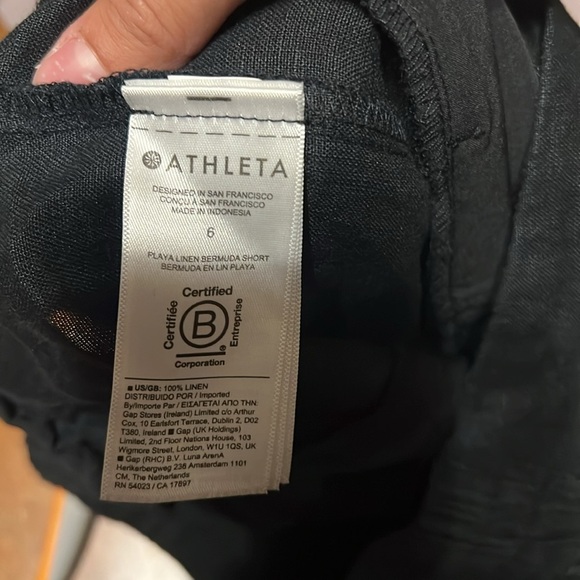 ATHLETA
DESIGNED IN SAN FRANCISCO
CONÇU À SAN FRANCISCO
MADE IN INDONESIA
6
PLAYA LINEN BERMUDA SHORT
BERMUDA EN LIN PLAYA
Certified
Certifiée
B
Entreprise
Corporation
■ US/GB: 100% LINEN
DISTRIBUIDO POR / Imported
By/Importe Par / ΕΙΣΑΓΕΤΑΙ ΑΠΟ ΤΗΝ:
Gap Stores (Ireland) Limited c/o Arthur
Cox, 10 Earlsfort Terrace, Dublin 2, D02
T380, Ireland ■ Gap (UK Holdings)
Limited, 2nd Floor Nations House, 103
Wigmore Street, London, W1U 1QS, UK
■ Gap (RHC) B.V. Luna ArenA
Herikerbergweg 238 Amsterdam 1101
CM, The Netherlands
RN 54023 / CA 17897